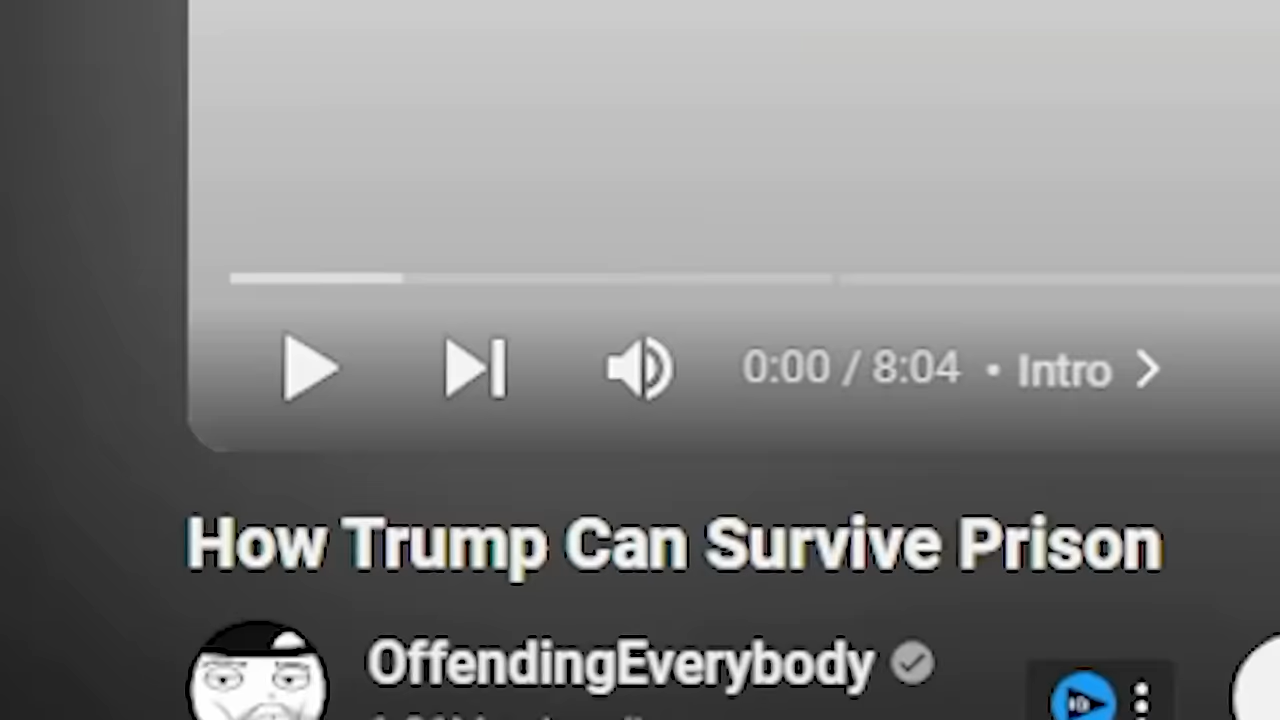 0:00 / 8:04 • Intro
How Trump Can Survive Prison
OffendingEverybody